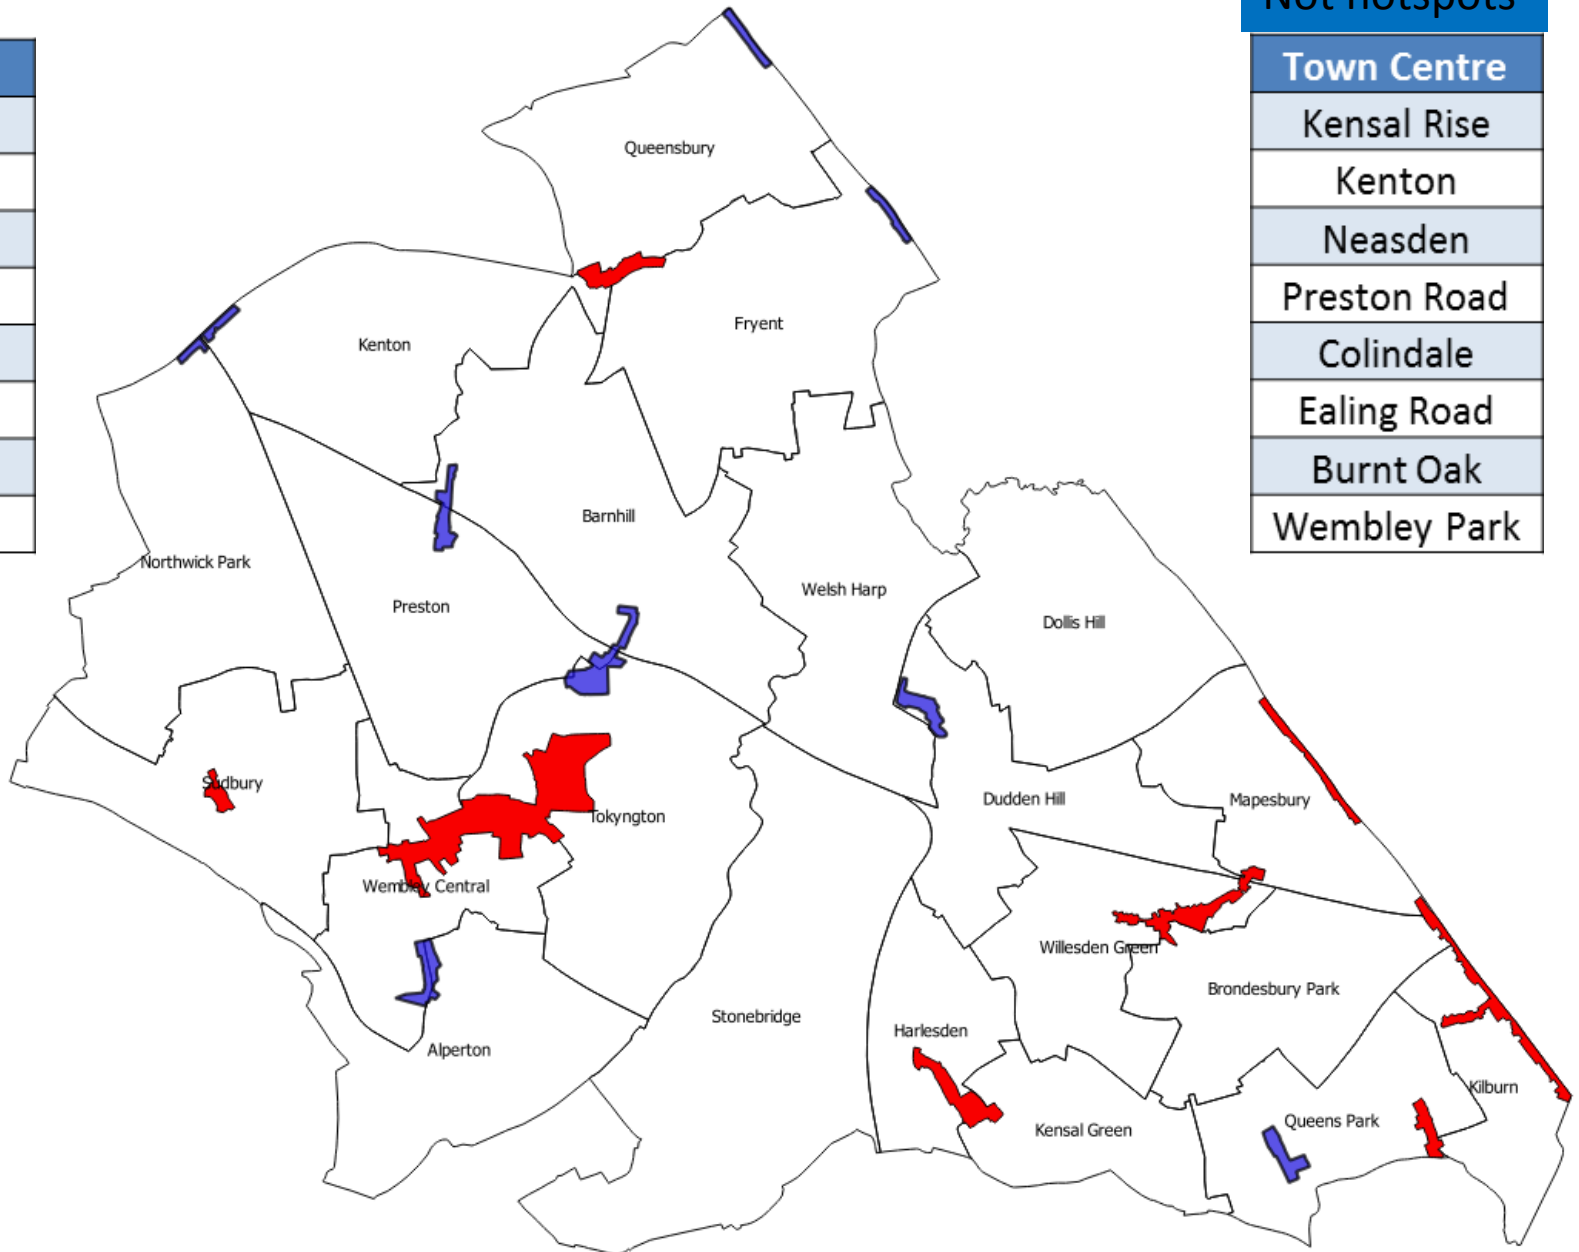 Not hotspots
Town Centre
Kensal Rise
Kenton
Neasden
Preston Road
Colindale
Ealing Road
Burnt Oak
Wembley Park
Queensbury
Fryent
Kenton
Barnhill
Northwick Park
Welsh Harp
Preston
Dollis Hill
Sudbury
Dudden Hill
Mapesbury
Tokyngton
Wembley Central
Willesden Green
Brondesbury Park
Stonebridge
Harlesden
Alperton
Kilburn
Queens Park
Kensal Green